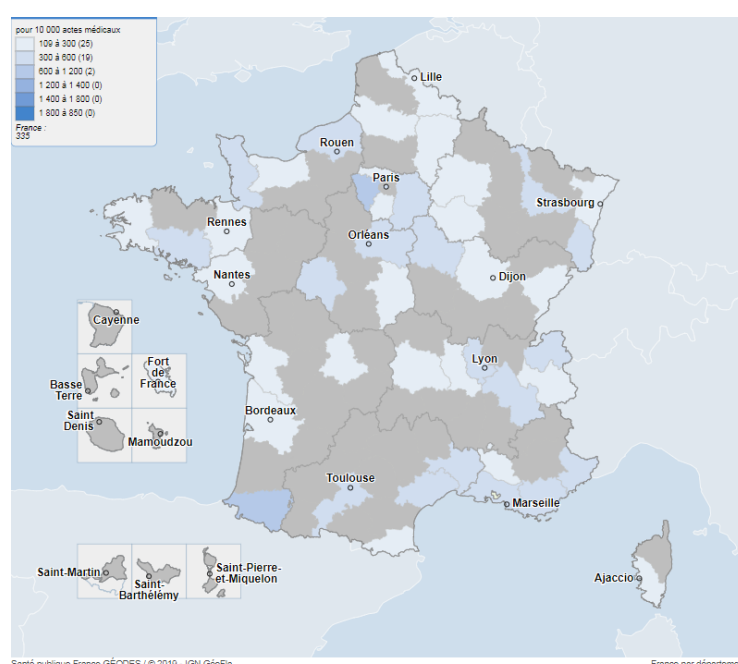 pour 10 000 actes médicaux
109 à 300 (25)
300 à 600 (19)
600 à 1 200 (2)
1 200 à 1 400 (0)
1 400 à 1 800 (0)
1 800 à 850 (0)
France :
335
Lille
Rouen
Paris
Strasbourg
Rennes
Orléans
Nantes
Dijon
Cayenne
Lyon
Fort
de
France
Basse
Terre
Saint
Denis
Mamoudzou
Bordeaux
Toulouse
Marseille
Saint-Martin
Saint-
Barthélémy
Saint-Pierre-
et-Miquelon
Ajaccio
Santé publique France GÉODES / © 2019 - IGN GéoFla
France par départeme